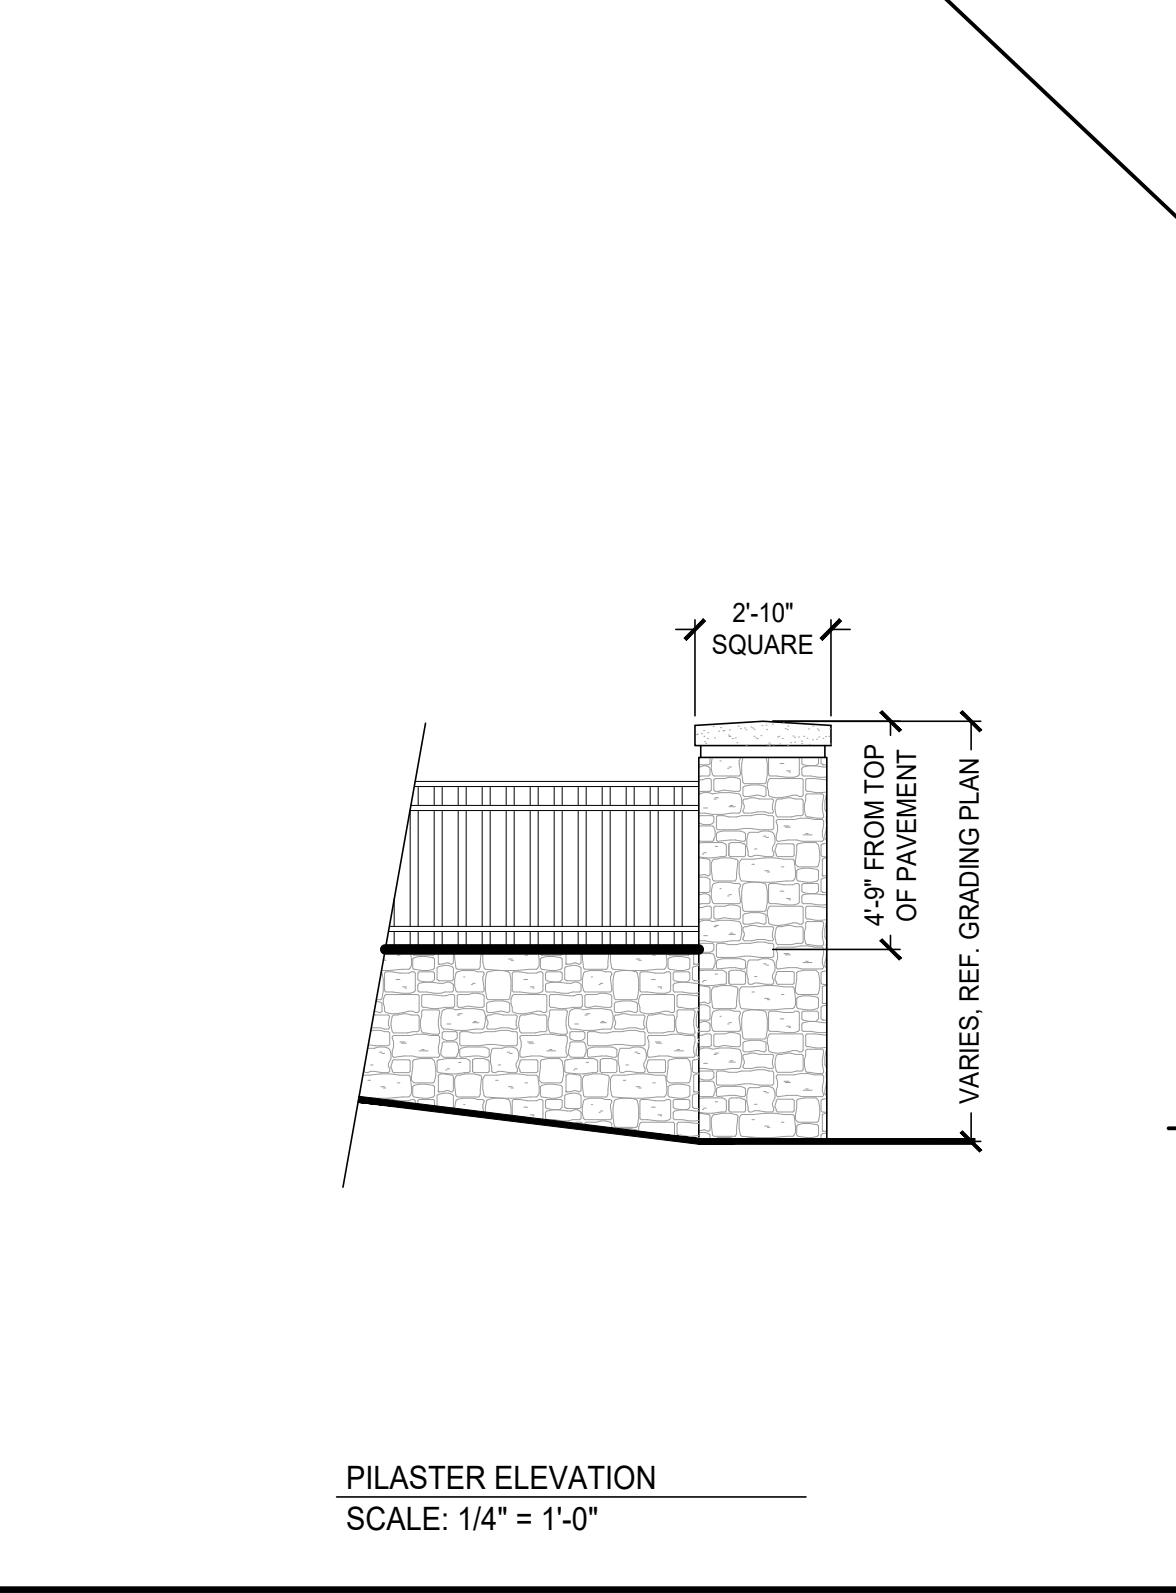 2'-10"
SQUARE
4'-9" FROM TOP
OF PAVEMENT
VARIES, REF. GRADING PLAN
PILASTER ELEVATION
SCALE: 1/4" = 1'-0"